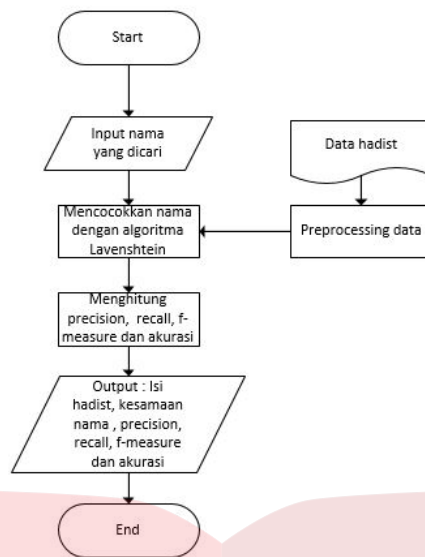 Start
Input nama
yang dicari
Data hadist
Mencocokkan nama
dengan algoritma
Lavenshtein
Preprocessing data
Menghitung
precision, recall, f-
measure dan akurasi
Output : Isi
hadist, kesamaan
nama , precision,
recall, f-measure
dan akurasi
End